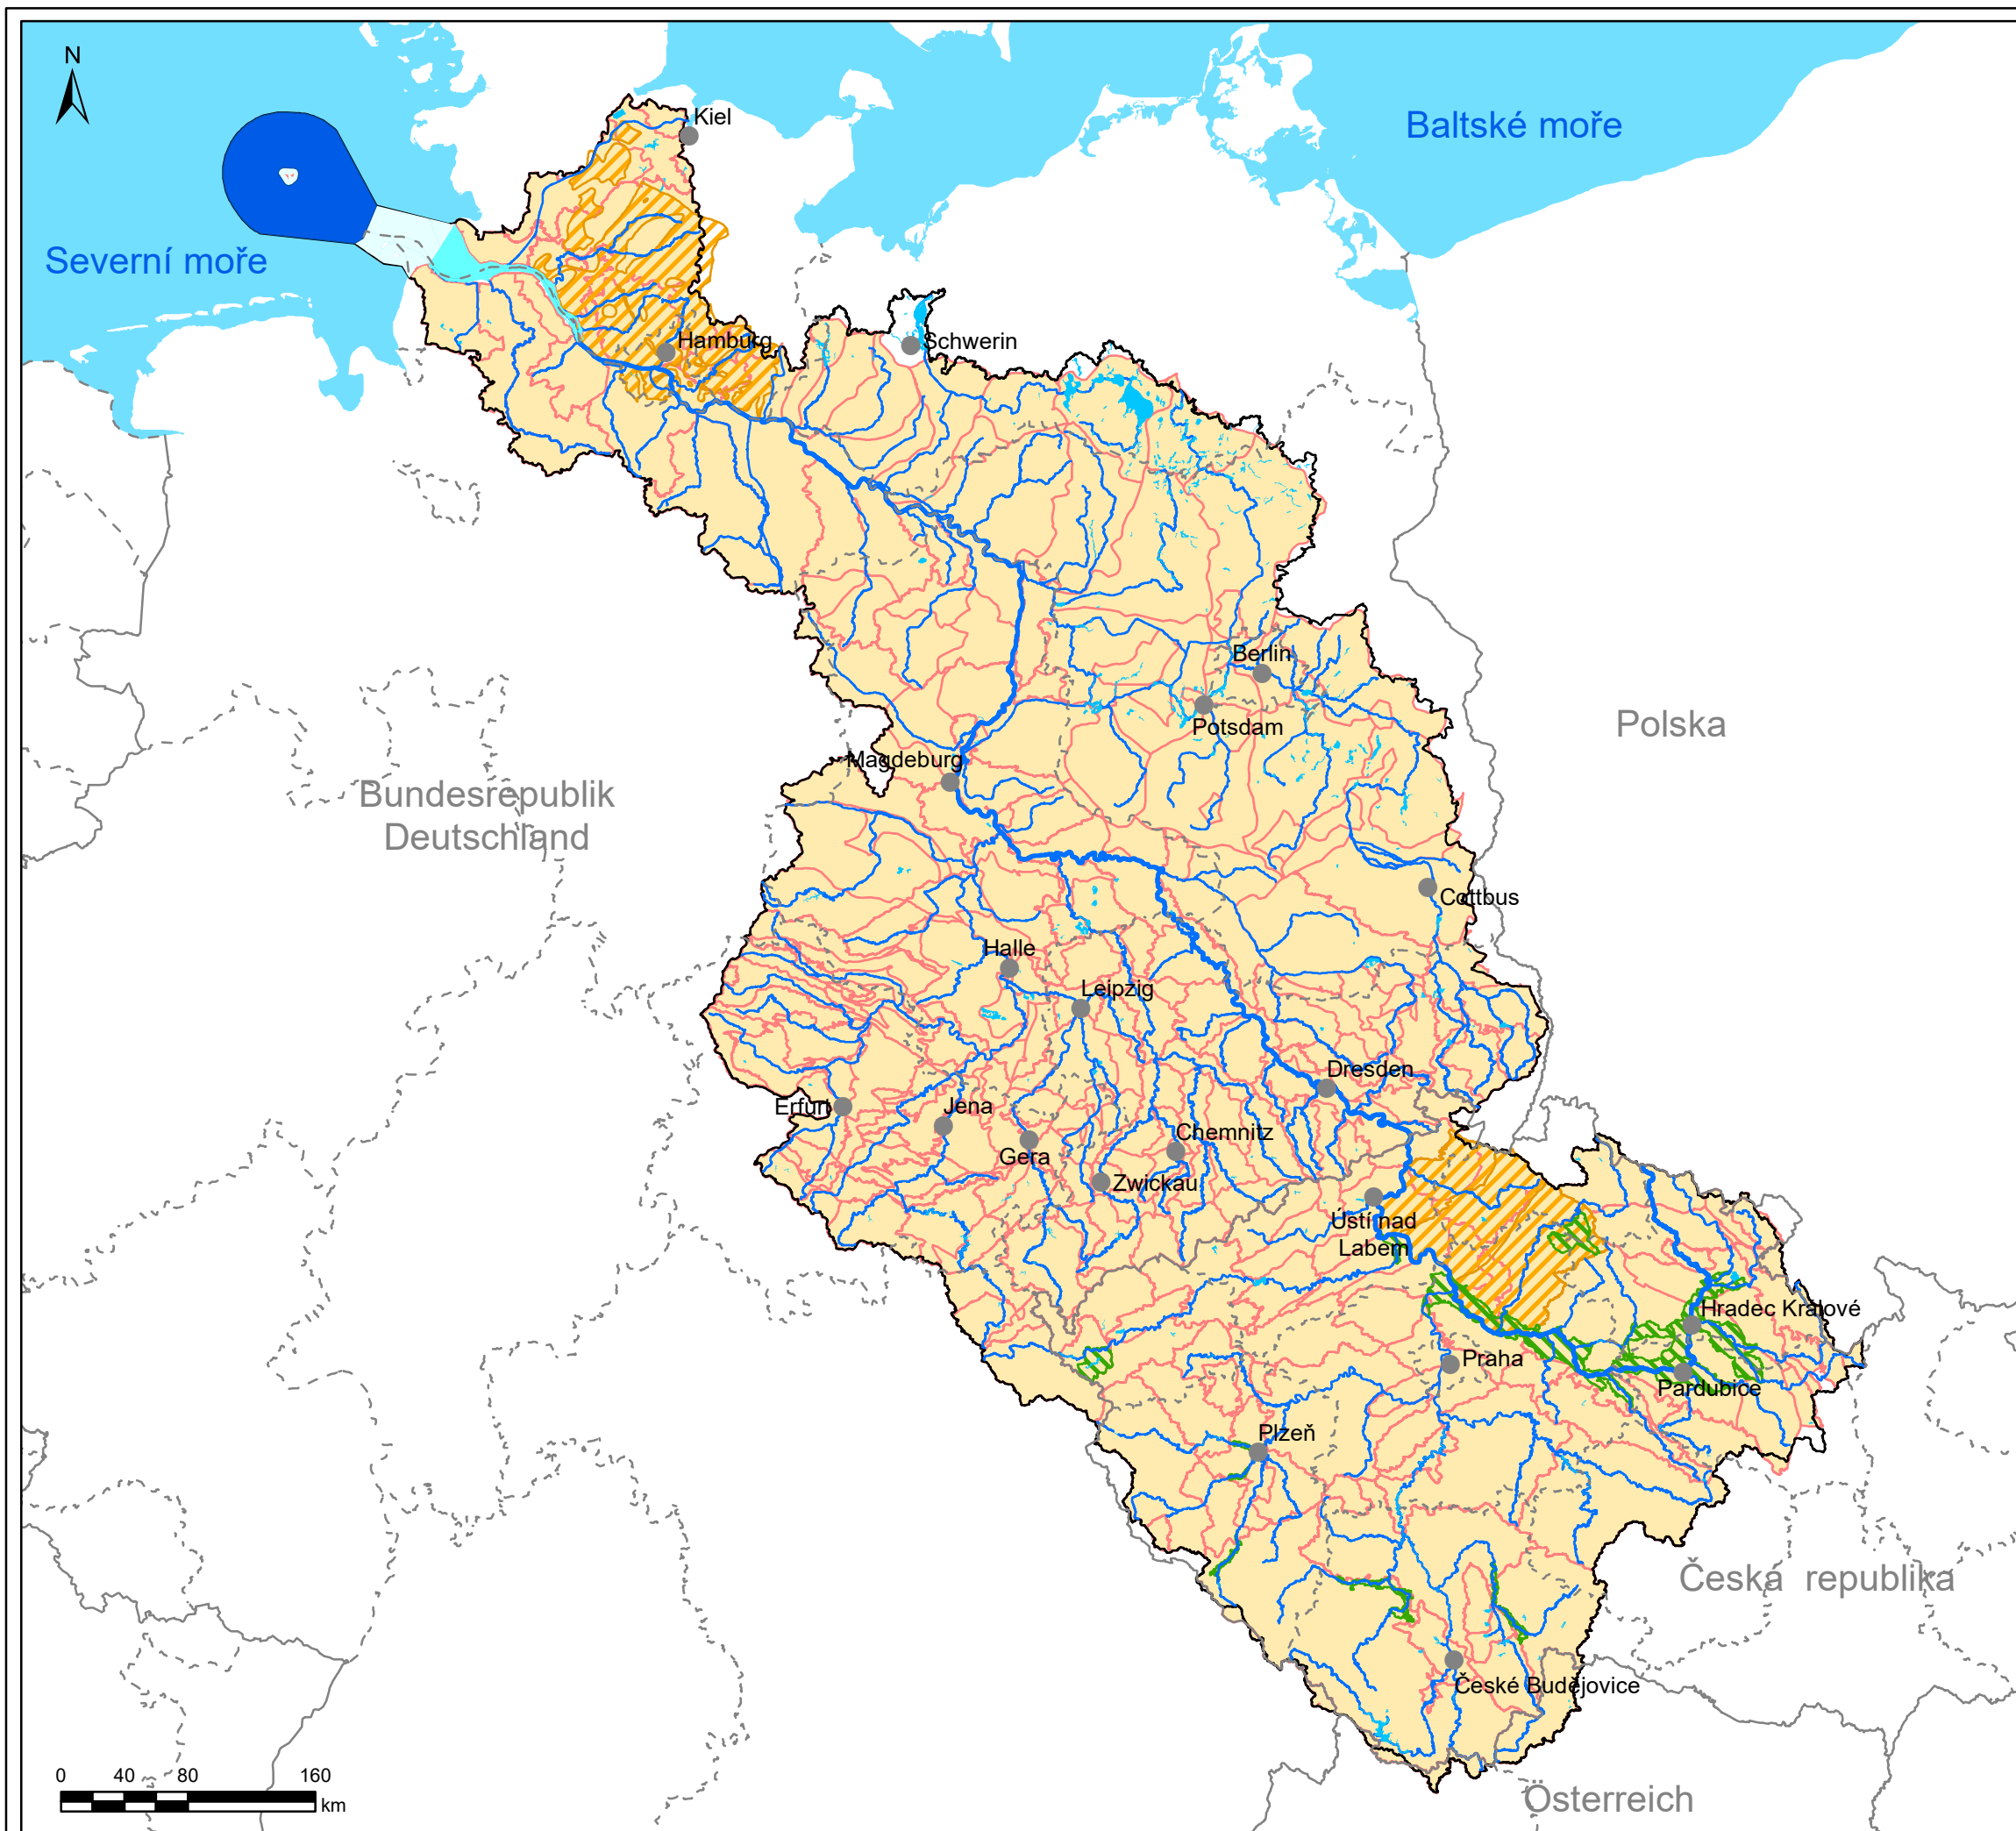 N
Kiel
Baltské moře
Severní moře
Hamburg
Schwerin
Berlin
Polska
Potsdam
Magdeburg
Bundesrepublik
Deutschland
Cottbus
Halle
Leipzig
Dresden
Erfurt
Jena
Chemnitz
Gera
Zwickau
Ústí nad
Labem
Hradec Králové
Praha
Pardubice
Plzeň
Česká republika
České Budějovice
0 40 80 160
km
Österreich